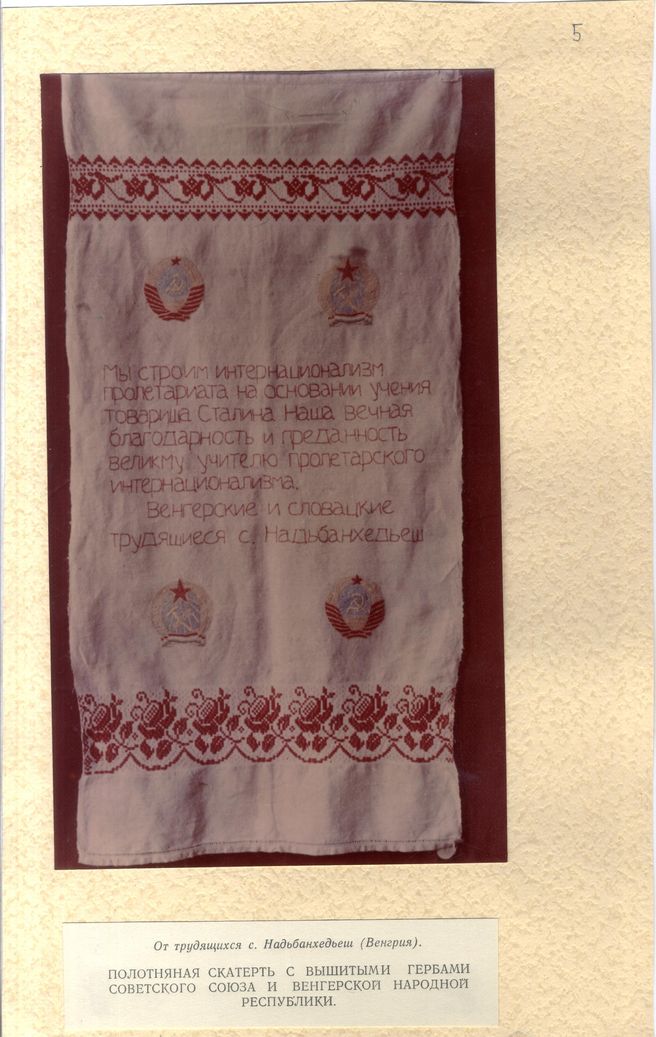 5
Мы строим интернационализм
пролетариата на основании учения
товарища Сталина Наша вечная
благодарность и преданность
великму учителю пролетарского
интернационализма.
Венгерские и словацкие
трудящиеся с. Надьбанхедьеш
От трудящихся с. Надьбанхедьеш (Венгрия).
ПОЛОТНЯНАЯ СКАТЕРТЬ С ВЫШИТЫМИ ГЕРБАМИ
СОВЕТСКОГО СОЮЗА И ВЕНГЕРСКОЙ НАРОДНОЙ
РЕСПУБЛИКИ.